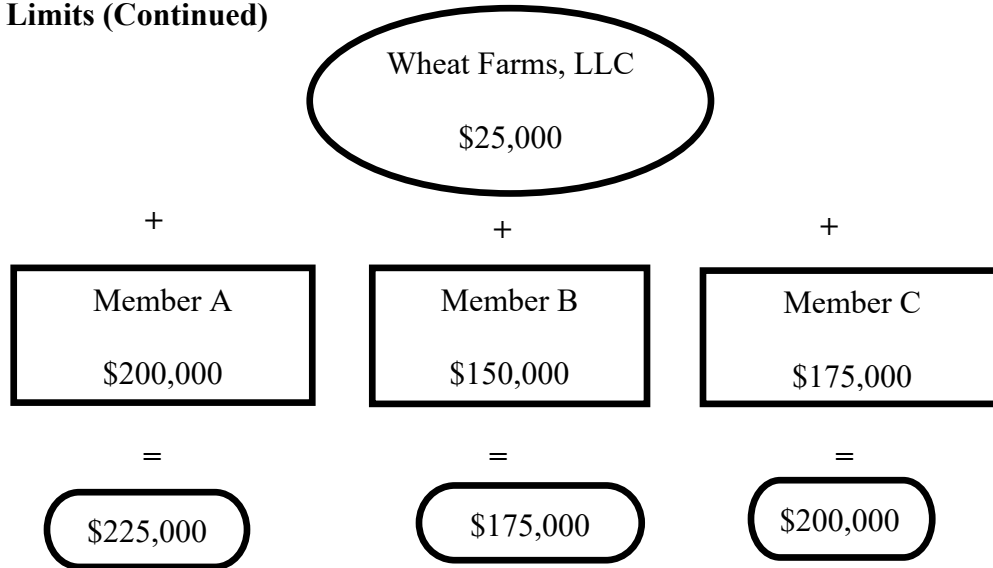 Limits (Continued)
Wheat Farms, LLC
$25,000
+ + +
Member A Member B Member C
$200,000 $150,000 $175,000
= = =
$225,000 $175,000 $200,000